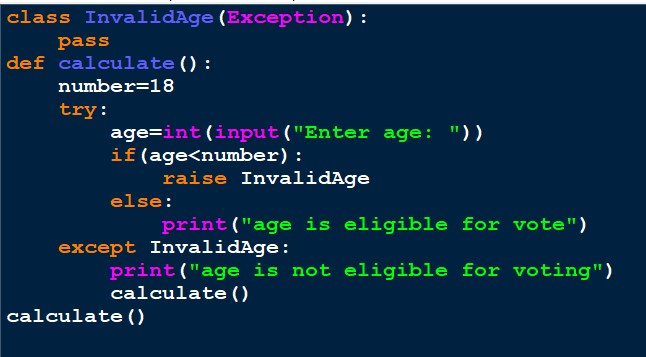 class InvalidAge(Exception):
    pass
def calculate():
    number=18
    try:
        age=int(input("Enter age: "))
        if(age<number):
            raise InvalidAge
        else:
            print("age is eligible for vote")
    except InvalidAge:
        print("age is not eligible for voting")
        calculate()
calculate()